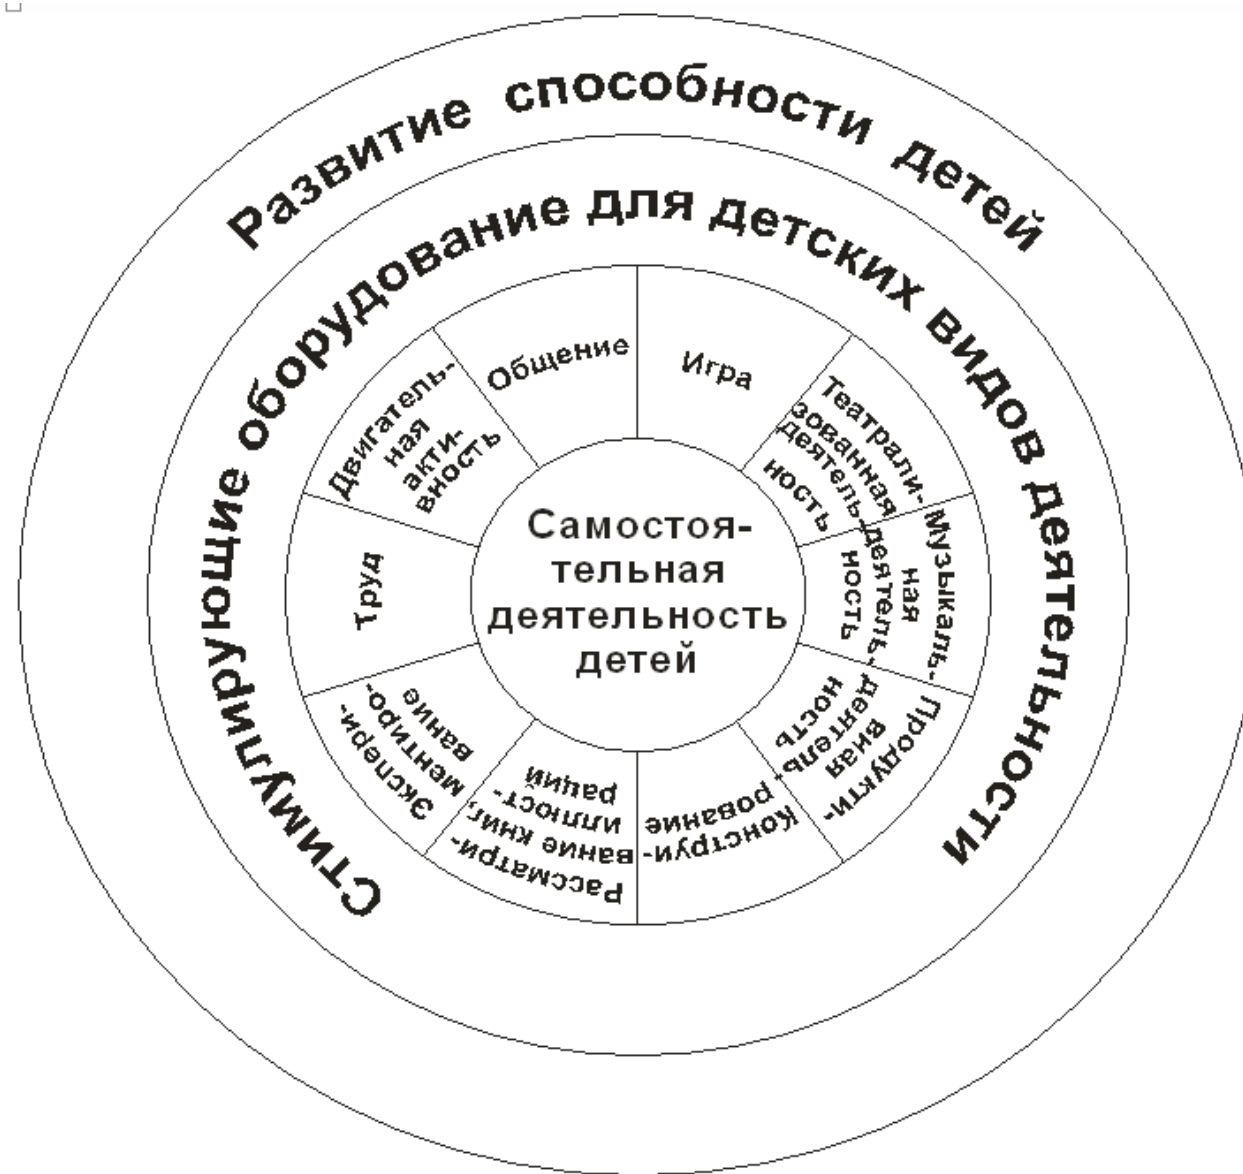 Развитие способности детей
Стимулирующие оборудование для детских видов деятельности
Общение
Игра
Театрали-
зованная
деятель-
ность
Музыкаль-
ная
деятель-
ность
Продукти-
вная
деятель-
ность
Конструи-
рование
Рассматри-
вание книг,
иллюст-
раций
Экспери-
ментиро-
вание
Труд
Двигатель-
ная
акти-
вность
Самостоя-
тельная
деятельность
детей